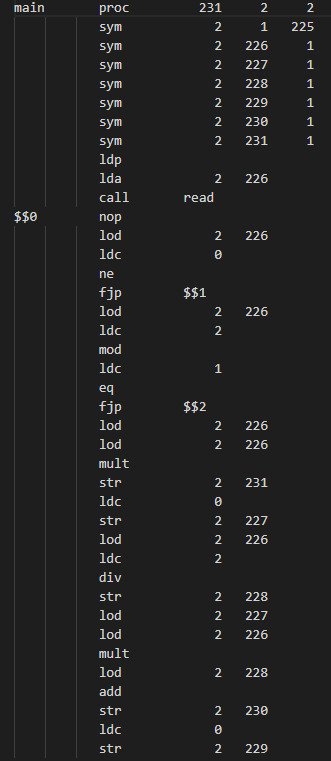 main proc 231 2 2
sym 2 1 225
sym 2 226 1
sym 2 227 1
sym 2 228 1
sym 2 229 1
sym 2 230 1
sym 2 231 1
ldp
lda 2 226
call read
$$0 nop
lod 2 226
ldc 0
ne
fjp $$1
lod 2 226
ldc 2
mod
ldc 1
eq
fjp $$2
lod 2 226
lod 2 226
mult
str 2 231
ldc 0
str 2 227
lod 2 226
ldc 2
div
str 2 228
lod 2 227
lod 2 226
mult
lod 2 228
add
str 2 230
ldc 0
str 2 229